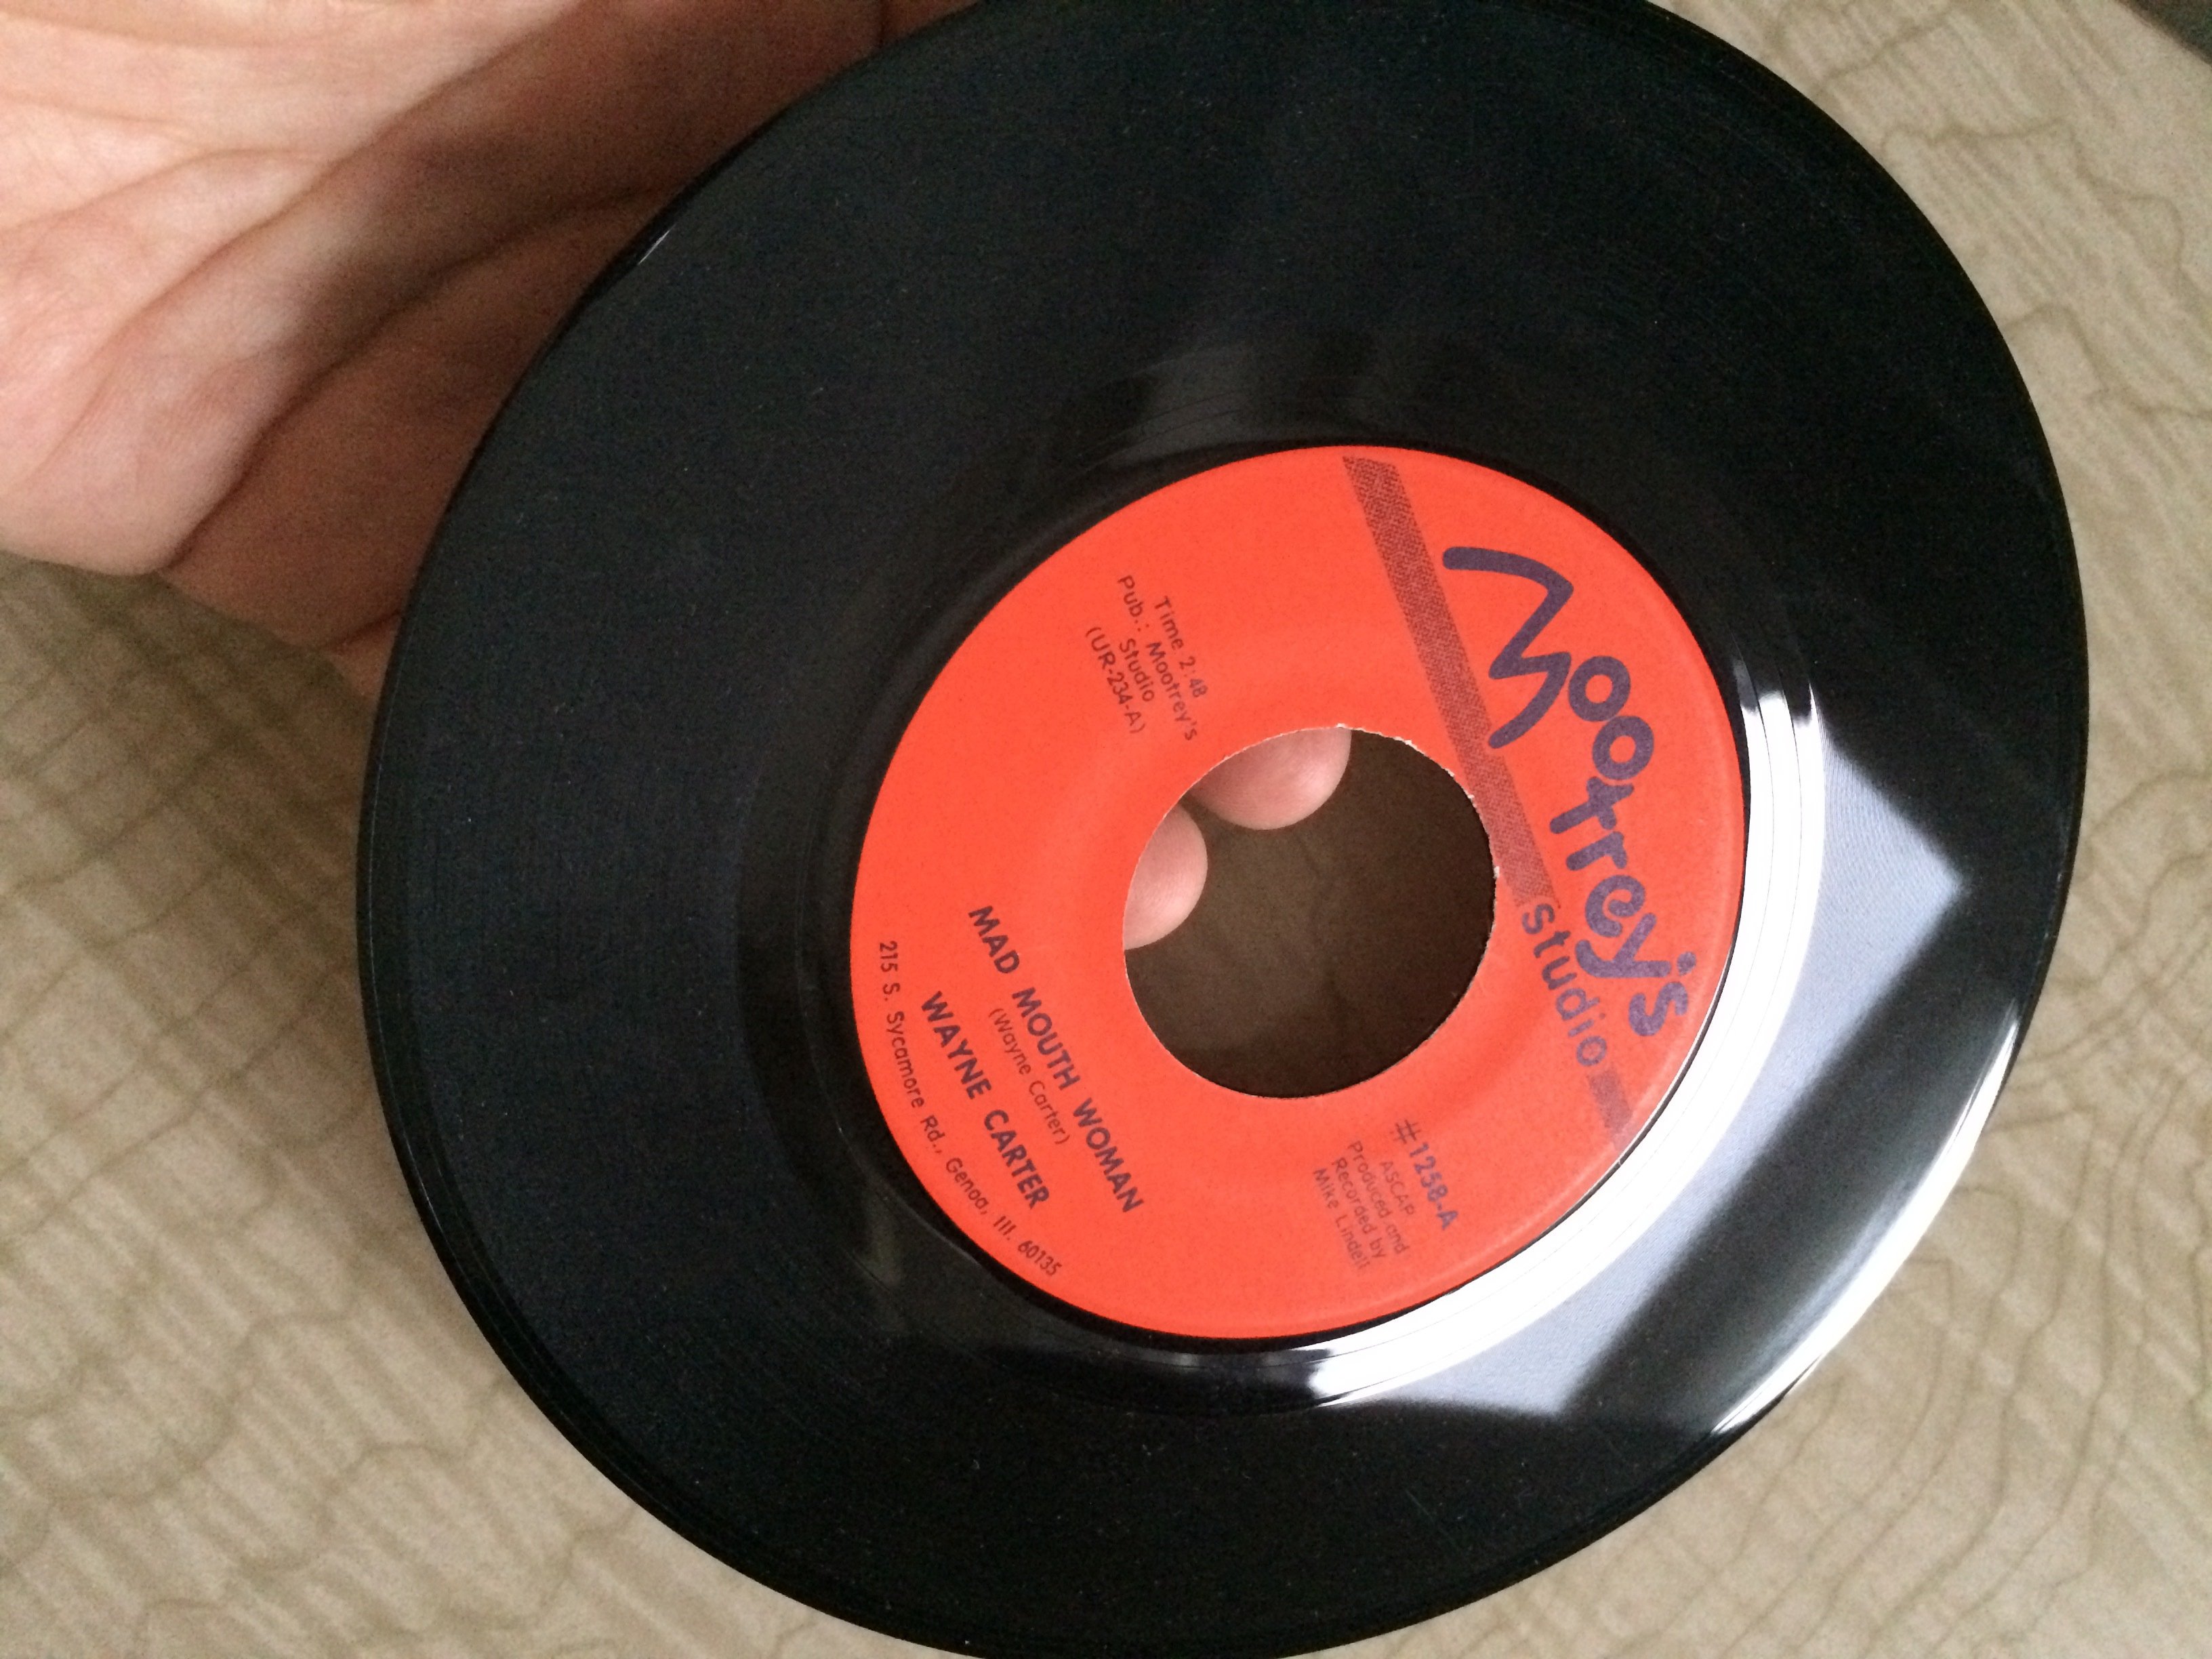 Mootrey's
studio
Time 2:48
Pub.: Mootrey's
Studio
(UR-234-A)
#1258-A
ASCAP
Produced and
Recorded by
Mike Lindell
MAD MOUTH WOMAN
(Wayne Carter)
WAYNE CARTER
215 S. Sycamore Rd., Genoa, Ill. 60135